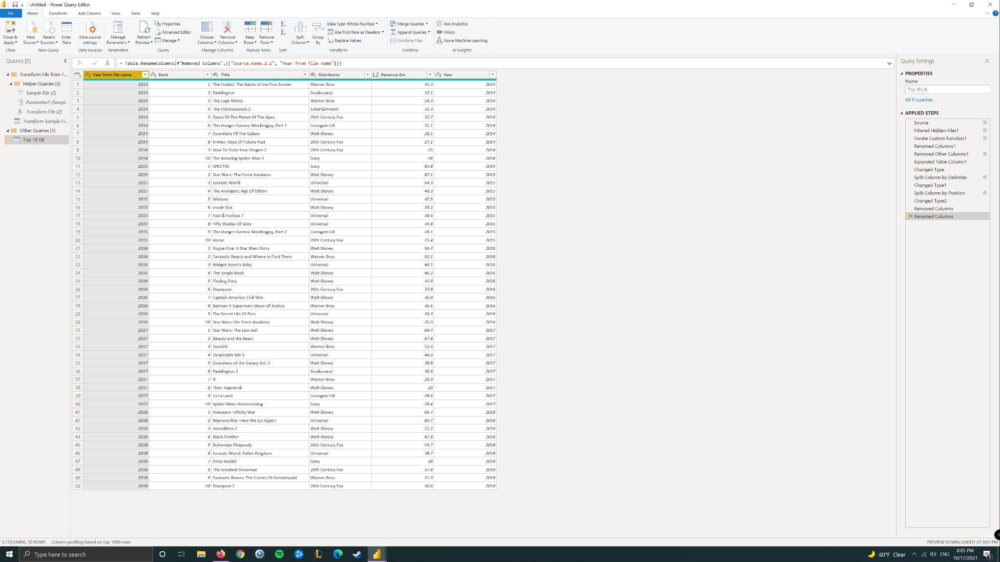 Untitled - Power Query Editor
File Home Transform Add Column View Tools Help
Close & Apply
New Source
Recent Sources
Enter Data
Data source settings
Manage Parameters
Refresh Preview
Properties
Advanced Editor
Manage
Choose Columns
Remove Columns
Keep Rows
Remove Rows
Split Column
Group By
Data Type: Whole Number
Use First Row as Headers
Replace Values
Merge Queries
Append Queries
Combine Files
Text Analytics
Vision
Azure Machine Learning
Close New Query Data Sources Parameters Query Manage Columns Reduce Rows Sort Transform Combine AI Insights
Queries [5]
Transform File from T...
Helper Queries [3]
Sample File (2)
Parameter2 (Sampl...
Transform File (2)
Transform Sample Fi...
Other Queries [1]
Top 10 UK
= Table.RenameColumns(#"Removed Columns",{{"Source.Name.2.1", "Year from file name"}})
Year from file name Rank Title Distributor Revenue £m Year
1 2014 1 The Hobbit: The Battle of the Five Armies Warner Bros 41.3 2014
2 2014 2 Paddington Studiocanal 37.1 2014
3 2014 3 The Lego Movie Warner Bros 34.3 2014
4 2014 4 The Inbetweeners 2 Entertainment 33.3 2014
5 2014 5 Dawn Of The Planet Of The Apes 20th Century Fox 32.7 2014
6 2014 6 The Hunger Games: Mockingjay, Part 1 Lionsgate UK 31.1 2014
7 2014 7 Guardians Of The Galaxy Walt Disney 28.5 2014
8 2014 8 X-Men: Days Of Future Past 20th Century Fox 27.1 2014
9 2014 9 How To Train Your Dragon 2 20th Century Fox 25 2014
10 2014 10 The Amazing Spider Man 2 Sony 24 2014
11 2015 1 SPECTRE Sony 93.8 2015
12 2015 2 Star Wars: The Force Awakens Walt Disney 87.1 2015
13 2015 3 Jurassic World Universal 64.3 2015
14 2015 4 The Avengers: Age Of Ultron Walt Disney 48.3 2015
15 2015 5 Minions Universal 47.5 2015
16 2015 6 Inside Out Walt Disney 39.2 2015
17 2015 7 Fast & Furious 7 Universal 38.6 2015
18 2015 8 Fifty Shades Of Grey Universal 34.8 2015
19 2015 9 The Hunger Games: Mockingjay, Part 2 Lionsgate UK 28.1 2015
20 2015 10 Home 20th Century Fox 25.4 2015
21 2016 1 Rogue One: A Star Wars Story Walt Disney 56.4 2016
22 2016 2 Fantastic Beasts and Where to Find Them Warner Bros 52.1 2016
23 2016 3 Bridget Jones's Baby Universal 48.1 2016
24 2016 4 The Jungle Book Walt Disney 46.2 2016
25 2016 5 Finding Dory Walt Disney 42.9 2016
26 2016 6 Deadpool 20th Century Fox 37.8 2016
27 2016 7 Captain America: Civil War Walt Disney 36.9 2016
28 2016 8 Batman V Superman: Dawn Of Justice Warner Bros 36.6 2016
29 2016 9 The Secret Life Of Pets Universal 36.3 2016
30 2016 10 Star Wars: the Force Awakens Walt Disney 35.9 2016
31 2017 1 Star Wars: The Last Jedi Walt Disney 69.4 2017
32 2017 2 Beauty and the Beast Walt Disney 67.8 2017
33 2017 3 Dunkirk Warner Bros 53.3 2017
34 2017 4 Despicable Me 3 Universal 44.3 2017
35 2017 5 Guardians of the Galaxy Vol. 2 Walt Disney 38.8 2017
36 2017 6 Paddington 2 Studiocanal 36.6 2017
37 2017 7 It Warner Bros 29.9 2017
38 2017 8 Thor: Ragnarok Walt Disney 29 2017
39 2017 9 La La Land Lionsgate UK 28.6 2017
40 2017 10 Spider-Man: Homecoming Sony 28.4 2017
41 2018 1 Avengers: Infinity War Walt Disney 66.7 2018
42 2018 2 Mamma Mia: Here We Go Again! Universal 60.7 2018
43 2018 3 Incredibles 2 Walt Disney 52.2 2018
44 2018 4 Black Panther Walt Disney 47.8 2018
45 2018 5 Bohemian Rhapsody 20th Century Fox 44.7 2018
46 2018 6 Jurassic World: Fallen Kingdom Universal 38.7 2018
47 2018 7 Peter Rabbit Sony 38 2018
48 2018 8 The Greatest Showman 20th Century Fox 37.8 2018
49 2018 9 Fantastic Beasts: The Crimes Of Grindelwald Warner Bros 31.3 2018
50 2018 10 Deadpool 2 20th Century Fox 30.6 2018
Query Settings
PROPERTIES
Name
Top 10 UK
All Properties
APPLIED STEPS
Source
Filtered Hidden Files1
Invoke Custom Function1
Renamed Columns1
Removed Other Columns1
Expanded Table Column1
Changed Type
Split Column by Delimiter
Changed Type1
Split Column by Position
Changed Type2
Removed Columns
Renamed Columns
6 COLUMNS, 50 ROWS Column profiling based on top 1000 rows
PREVIEW DOWNLOADED AT 8:05 PM
Type here to search
60°F Clear ENG
8:05 PM
10/17/2021
1